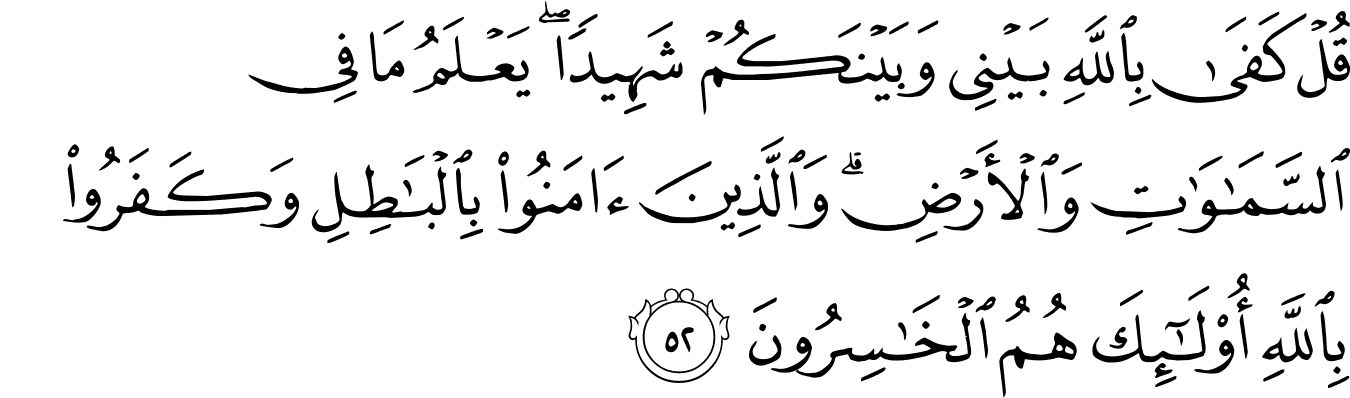 قُلْ كَفَىٰ بِٱللَّهِ بَيْنِى وَبَيْنَكُمْ شَهِيدًا ۖ يَعْلَمُ مَا فِى
ٱلسَّمَـٰوَٰتِ وَٱلْأَرْضِ ۗ وَٱلَّذِينَ ءَامَنُوا۟ بِٱلْبَـٰطِلِ وَكَفَرُوا۟
بِٱللَّهِ أُو۟لَـٰٓئِكَ هُمُ ٱلْخَـٰسِرُونَ ٥٢